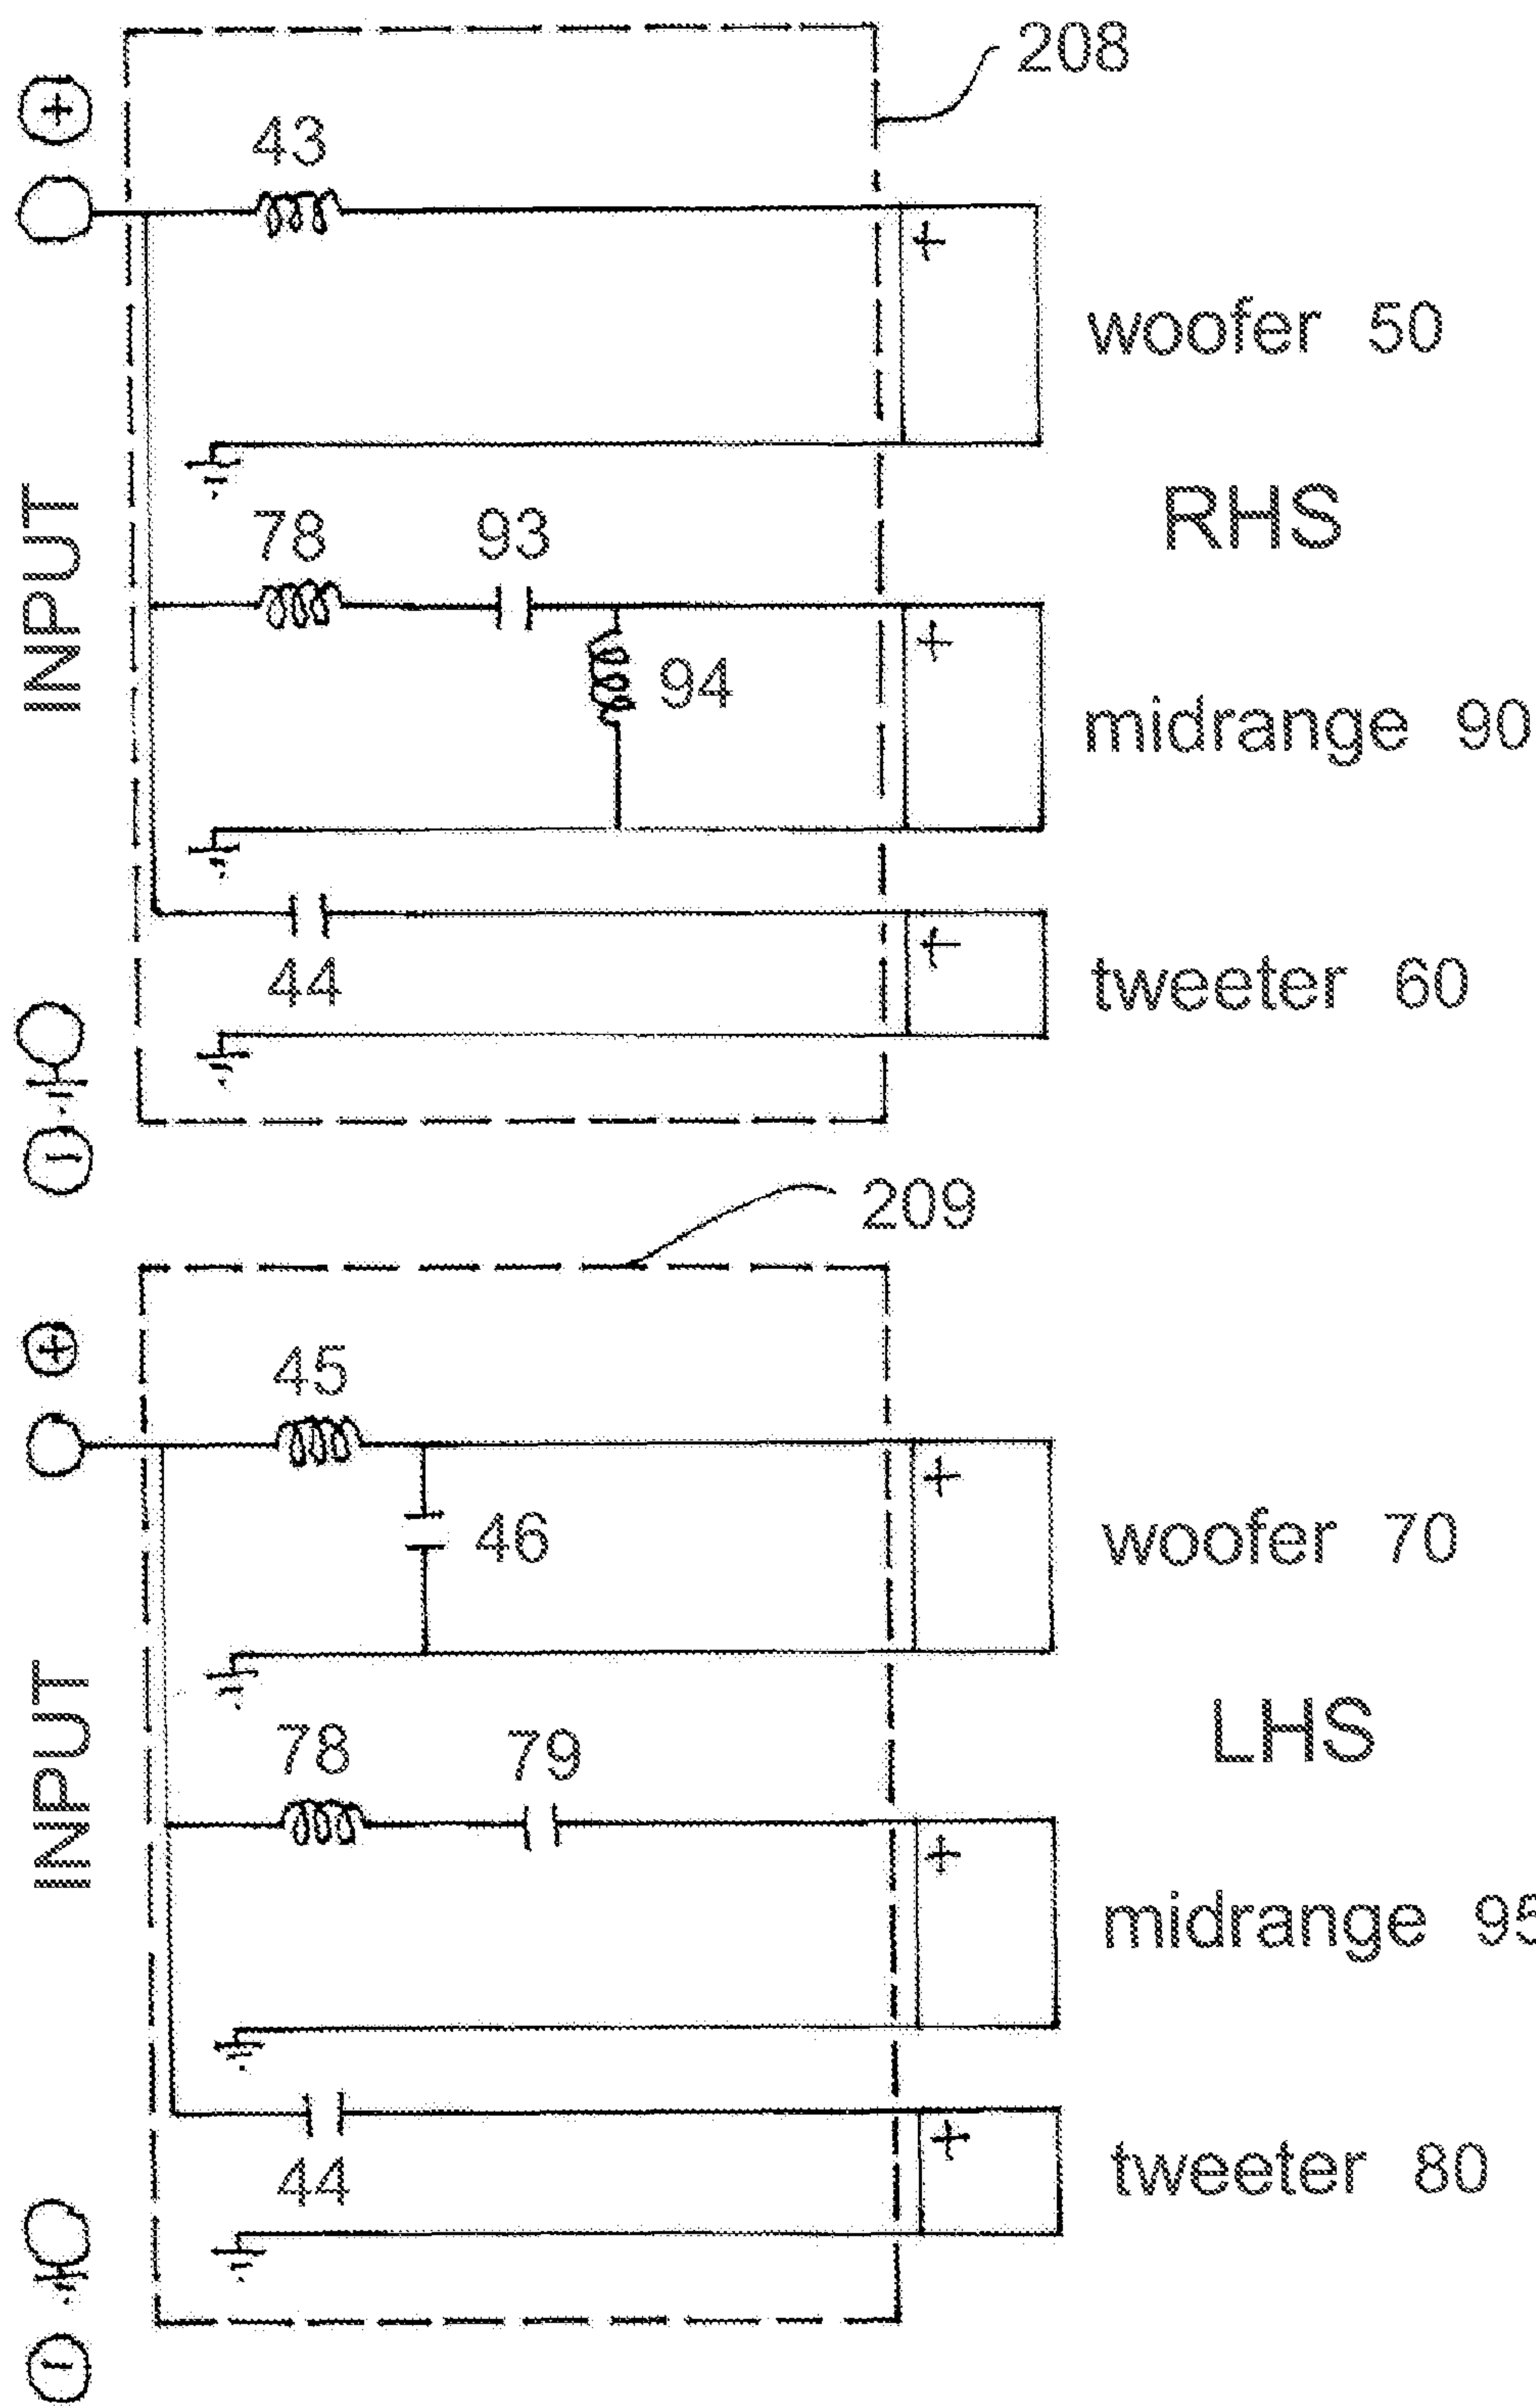 208
+
43
+
woofer 50
INPUT
RHS
78
93
+
94
midrange 90
44
+
tweeter 60
−
209
+
45
+
46
woofer 70
INPUT
LHS
78
79
+
midrange 95
44
+
tweeter 80
−